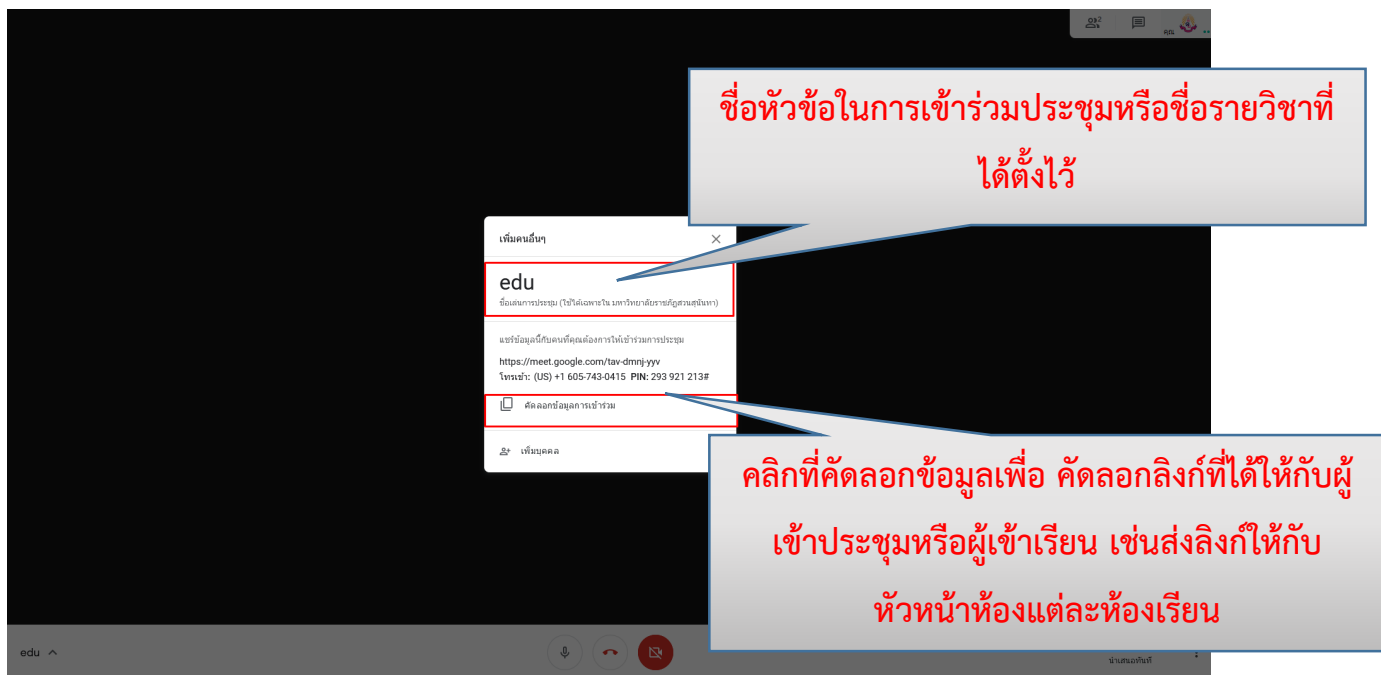 2
คุณ
ชื่อหัวข้อในการเข้าร่วมประชุมหรือชื่อรายวิชาที่
ได้ตั้งไว้
เพิ่มคนอื่นๆ
edu
ชื่อเล่นการประชุม (ใช้ได้เฉพาะใน มหาวิทยาลัยราชภัฏสวนสุนันทา)
แชร์ข้อมูลนี้กับคนที่คุณต้องการให้เข้าร่วมการประชุม
https://meet.google.com/tav-dmnj-yyv
โทรเข้า: (US) +1 605-743-0415 PIN: 293 921 213#
คัดลอกข้อมูลการเข้าร่วม
เพิ่มบุคคล
คลิกที่คัดลอกข้อมูลเพื่อ คัดลอกลิงก์ที่ได้ให้กับผู้
เข้าประชุมหรือผู้เข้าเรียน เช่นส่งลิงก์ให้กับ
หัวหน้าห้องแต่ละห้องเรียน
edu
นำเสนอทันที